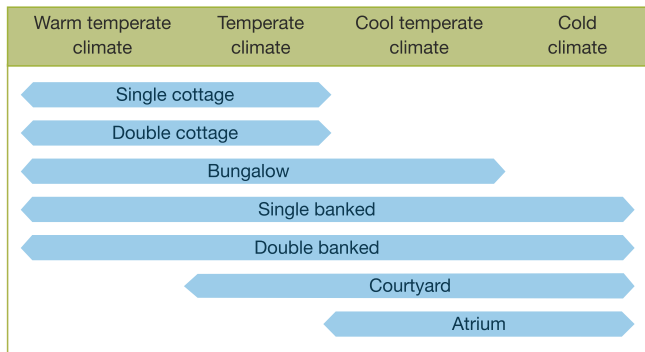 Warm temperate climate
Temperate climate
Cool temperate climate
Cold climate
Single cottage
Double cottage
Bungalow
Single banked
Double banked
Courtyard
Atrium